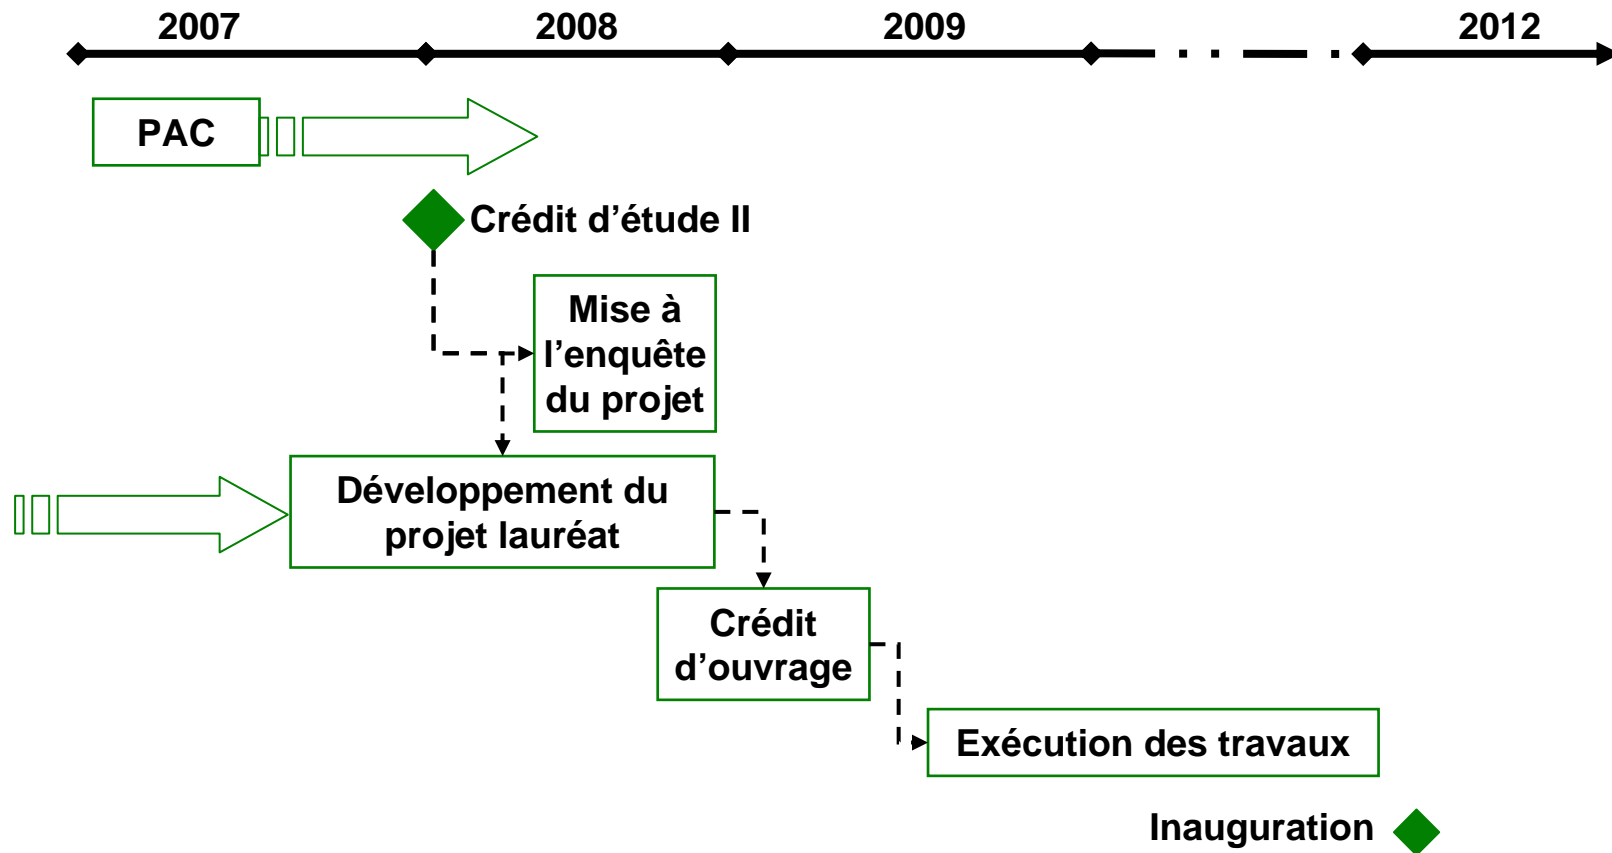 2007
2008
2009
2012
PAC
Crédit d’étude II
Mise à
l’enquête
du projet
Développement du
projet lauréat
Crédit
d’ouvrage
Exécution des travaux
Inauguration